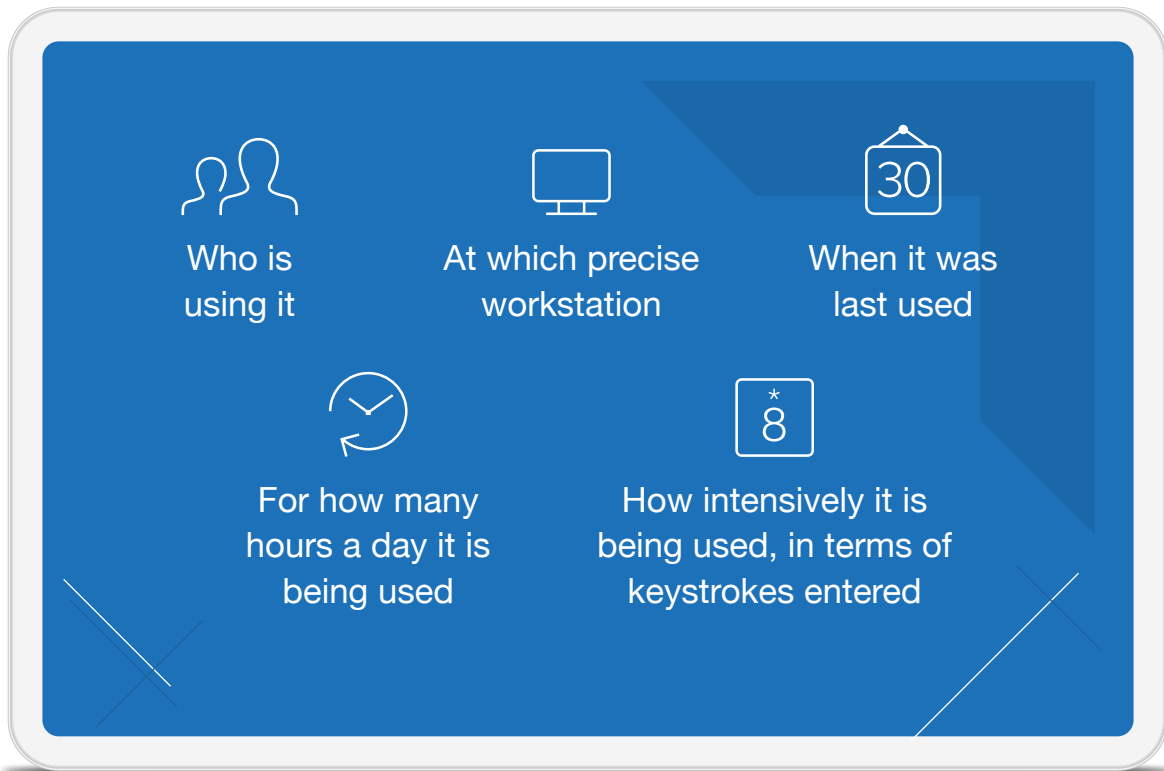 30
Who is
using it
At which precise
workstation
When it was
last used
*
8
For how many
hours a day it is
being used
How intensively it is
being used, in terms of
keystrokes entered